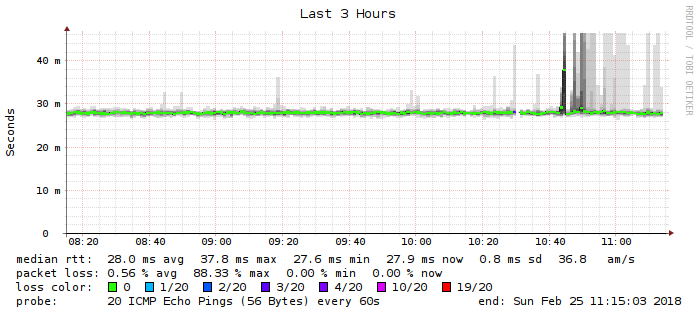 Last 3 Hours
RRDTOOL / TOBI OETIKER
Seconds
40 m
30 m
20 m
10 m
0
08:20 08:40 09:00 09:20 09:40 10:00 10:20 10:40 11:00
median rtt: 28.0 ms avg 37.8 ms max 27.6 ms min 27.9 ms now 0.8 ms sd 36.8 am/s
packet loss: 0.56 % avg 88.33 % max 0.00 % min 0.00 % now
loss color: 0 1/20 2/20 3/20 4/20 10/20 19/20
probe: 20 ICMP Echo Pings (56 Bytes) every 60s end: Sun Feb 25 11:15:03 2018